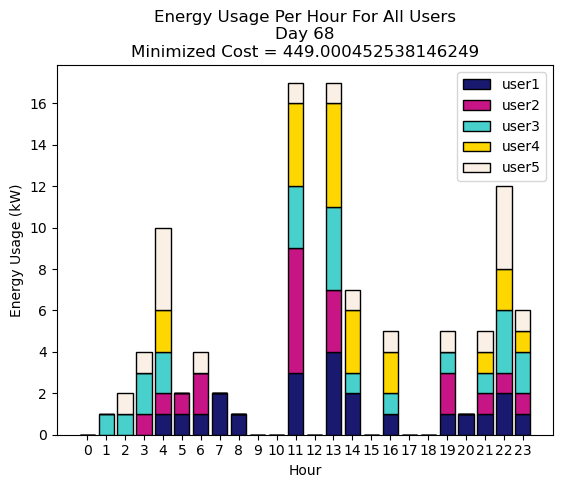 Energy Usage Per Hour For All Users
Day 68
Minimized Cost = 449.000452538146249
user1
user2
user3
user4
user5
Energy Usage (kW)
16
14
12
10
8
6
4
2
0
0 1 2 3 4 5 6 7 8 9 10 11 12 13 14 15 16 17 18 19 20 21 22 23
Hour